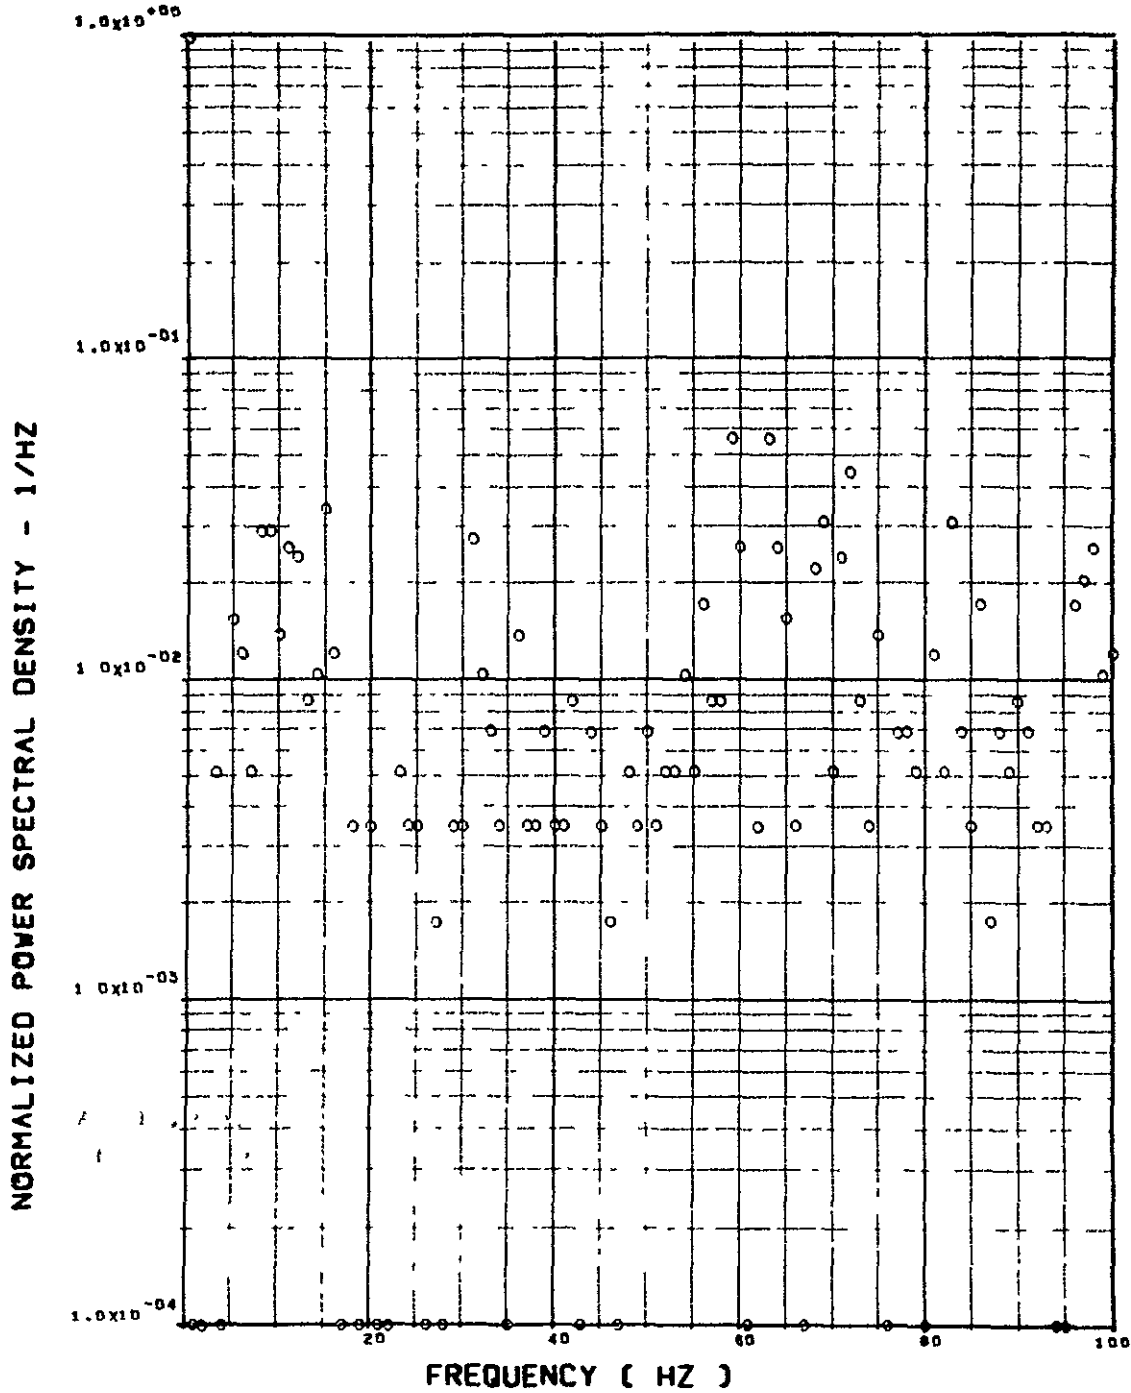 1.0x10+00
1.0x10-01
1 0x10-02
1 0x10-03
1.0x10-04
NORMALIZED POWER SPECTRAL DENSITY - 1/HZ
20 40 60 80 100
FREQUENCY ( HZ )